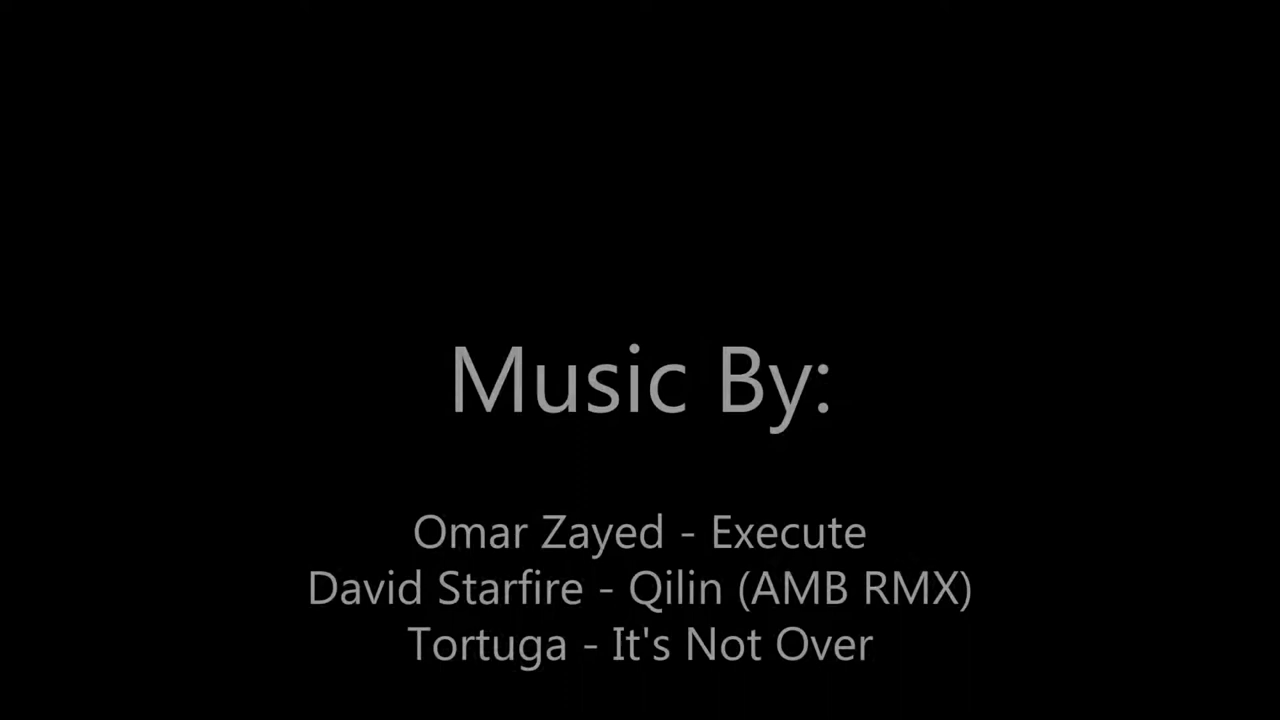 Music By:
Omar Zayed - Execute
David Starfire - Qilin (AMB RMX)
Tortuga - It's Not Over